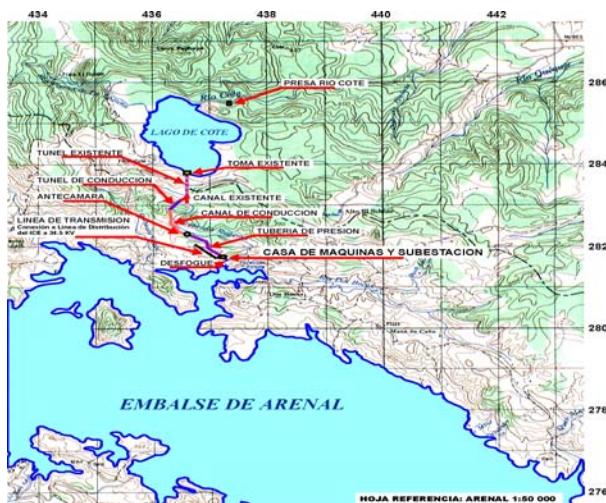 434
436
438
440
442
286
PRESA RIO COTE
Rio Cote
LAGO DE COTE
284
TUNEL EXISTENTE
TOMA EXISTENTE
TUNEL DE CONDUCCION
CANAL EXISTENTE
ANTECAMARA
CANAL DE CONDUCCION
LINEA DE TRANSMISION
Conexión a Linea de Distribución
del ICE a 34.5 KV
TUBERIA DE PRESION
282
CASA DE MAQUINAS Y SUBESTACION
DESFOGUE
280
EMBALSE DE ARENAL
278
276
HOJA REFERENCIA: ARENAL 1:50 000